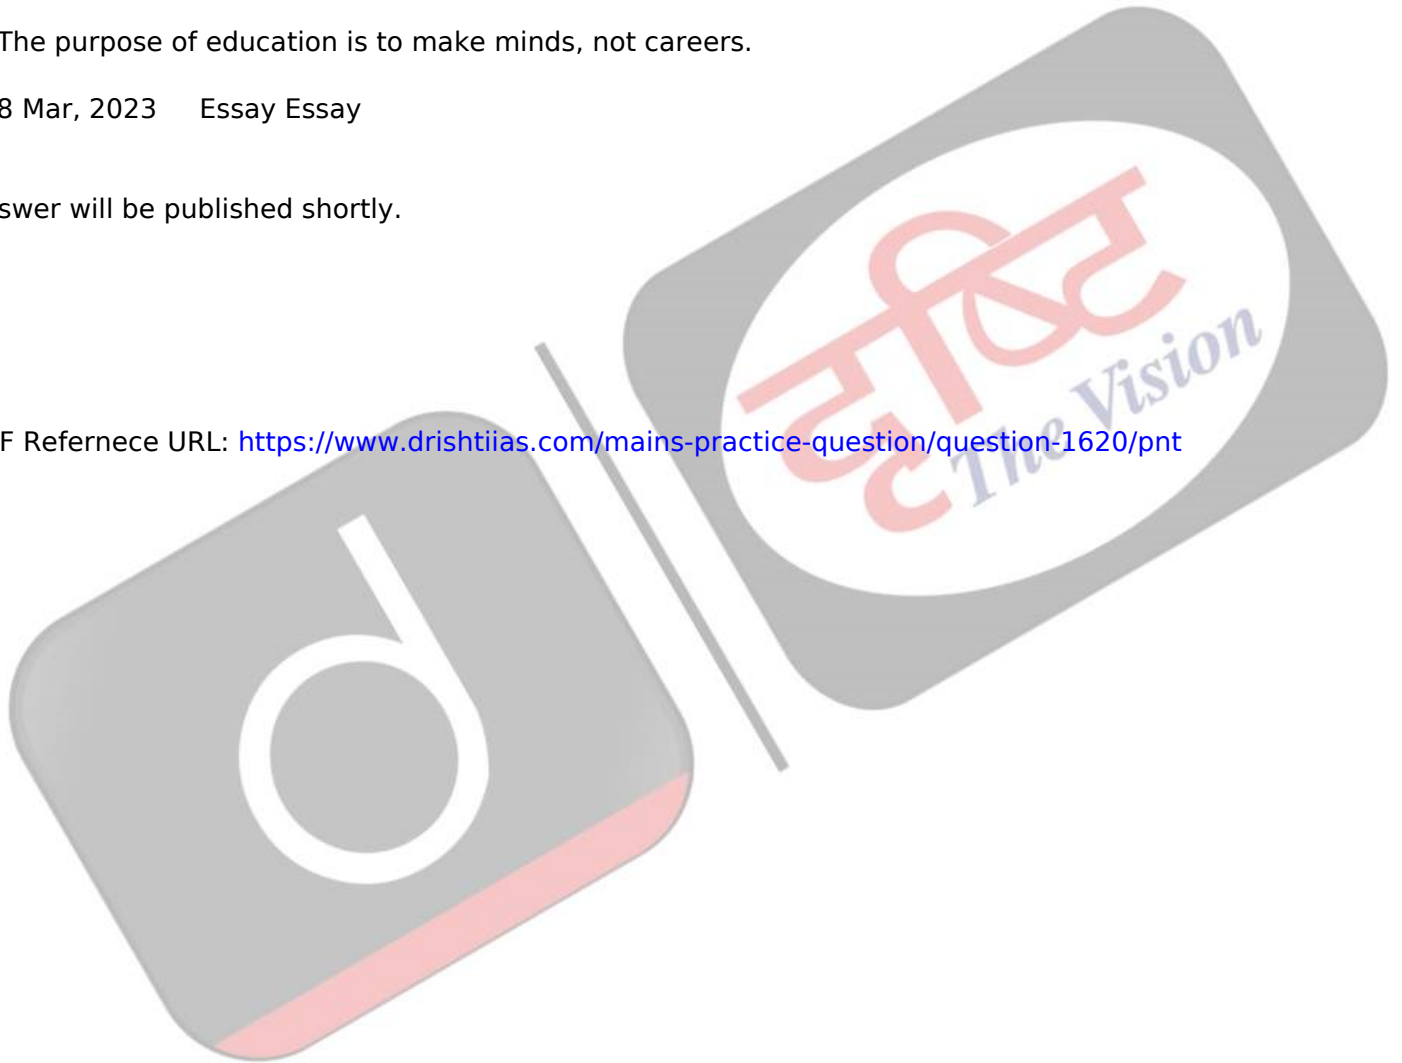 The purpose of education is to make minds, not careers.
8 Mar, 2023 Essay Essay
swer will be published shortly.
दृष्टि
The Vision
F Refernece URL: https://www.drishtiias.com/mains-practice-question/question-1620/pnt
d